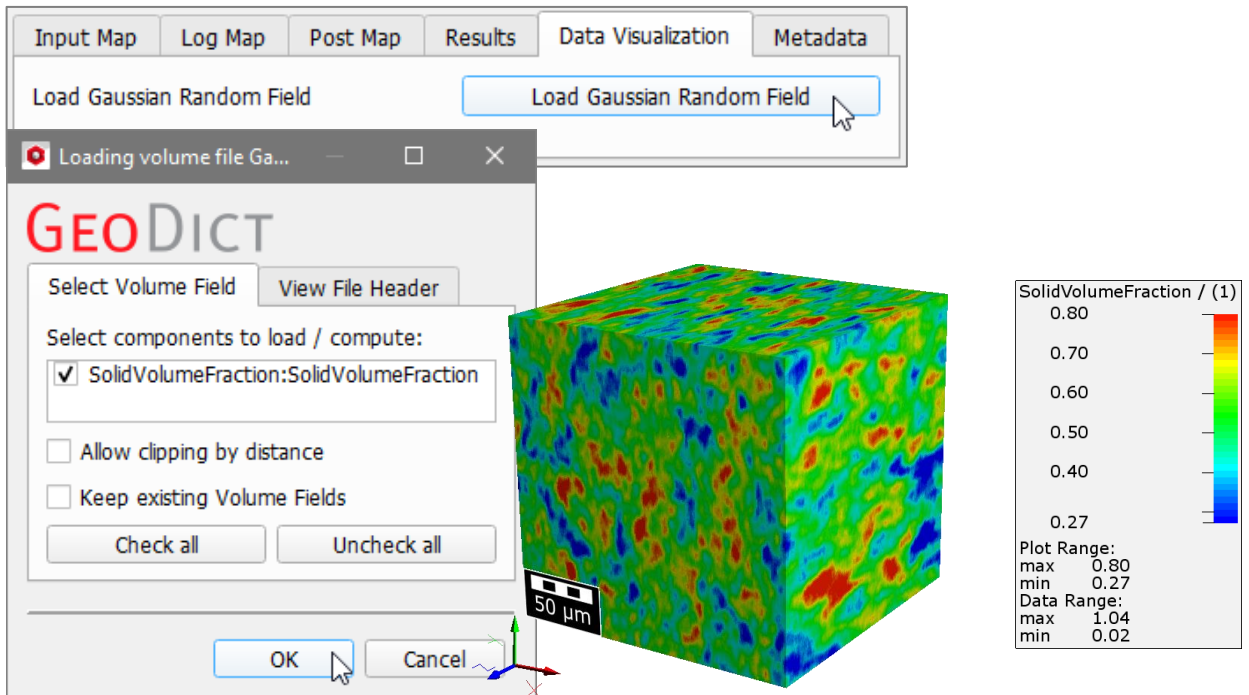 Input Map Log Map Post Map Results Data Visualization Metadata
Load Gaussian Random Field Load Gaussian Random Field
Loading volume file Ga...
GEODICT
Select Volume Field View File Header
Select components to load / compute:
SolidVolumeFraction:SolidVolumeFraction
Allow clipping by distance
Keep existing Volume Fields
Check all Uncheck all
OK Cancel
50 µm
X
SolidVolumeFraction / (1)
0.80
0.70
0.60
0.50
0.40
0.27
Plot Range:
max 0.80
min 0.27
Data Range:
max 1.04
min 0.02